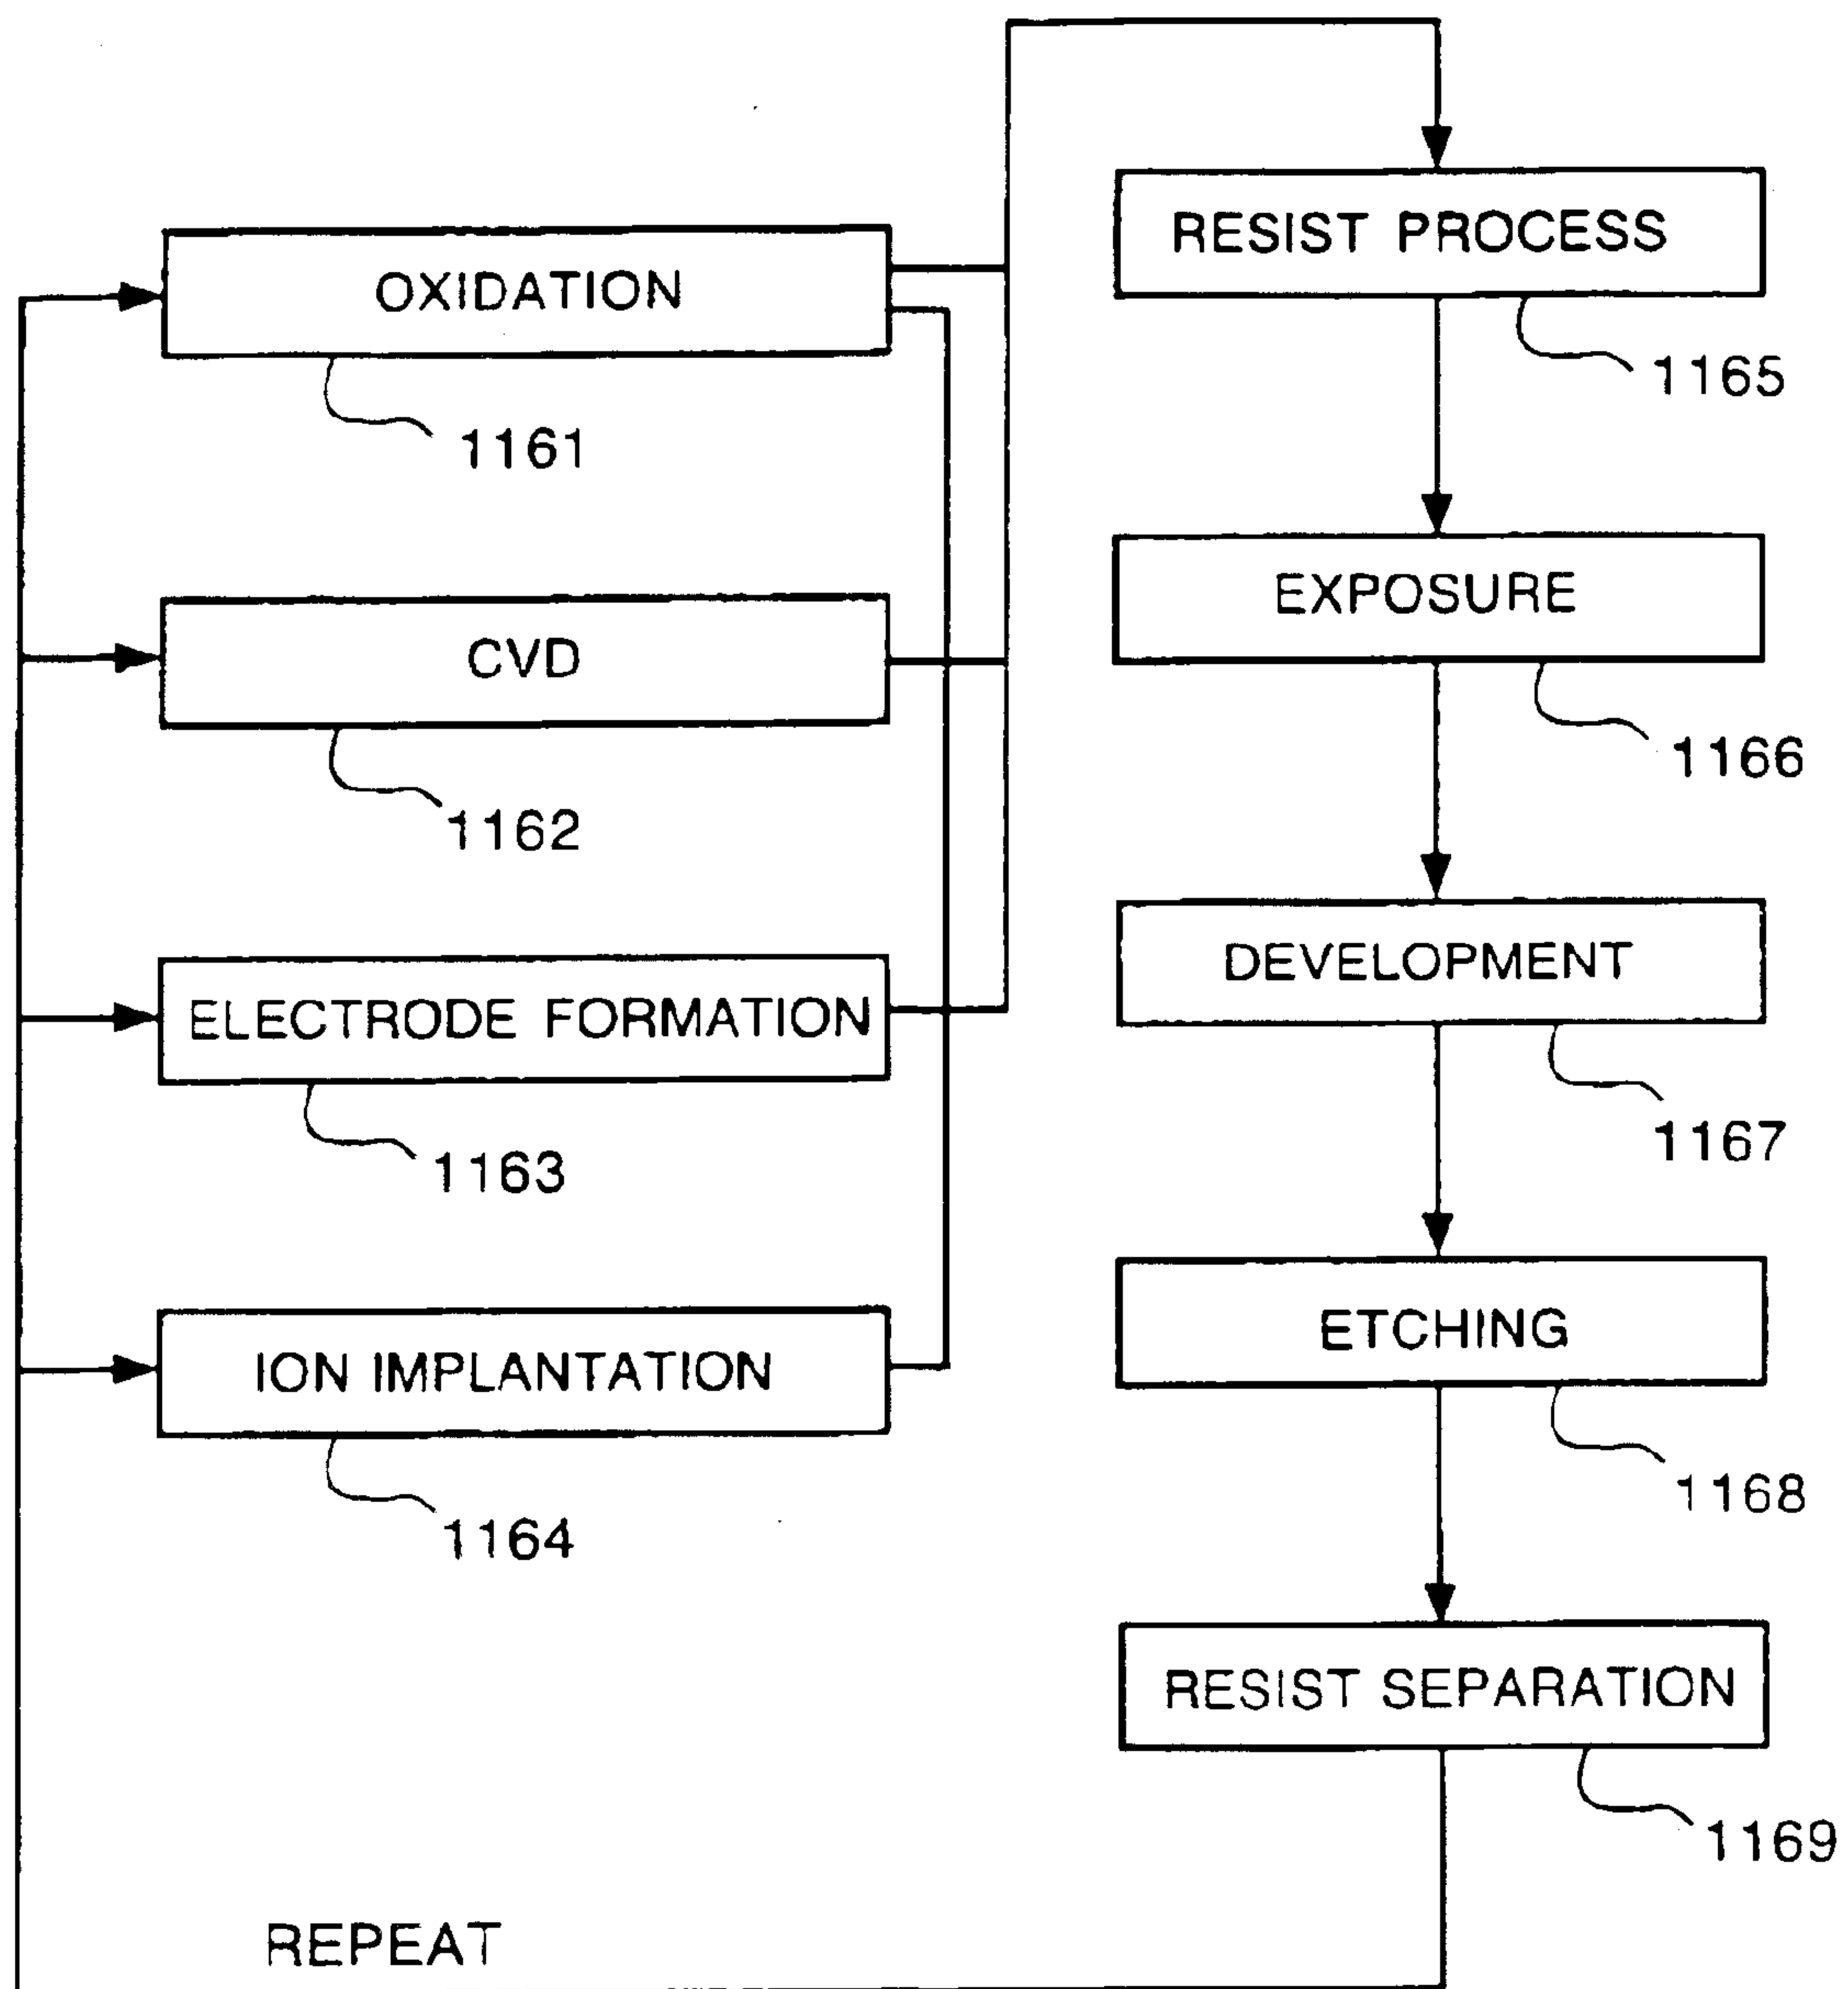 OXIDATION
1161
CVD
1162
ELECTRODE FORMATION
1163
ION IMPLANTATION
1164
RESIST PROCESS
1165
EXPOSURE
1166
DEVELOPMENT
1167
ETCHING
1168
RESIST SEPARATION
1169
REPEAT